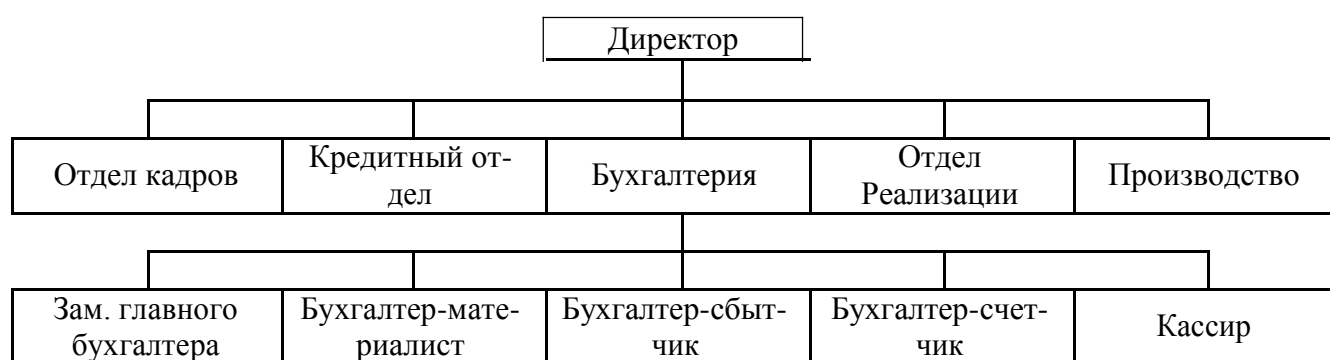 Директор
Отдел кадров
Кредитный от-
дел
Бухгалтерия
Отдел
Реализации
Производство
Зам. главного
бухгалтера
Бухгалтер-мате-
риалист
Бухгалтер-сбыт-
чик
Бухгалтер-счет-
чик
Кассир